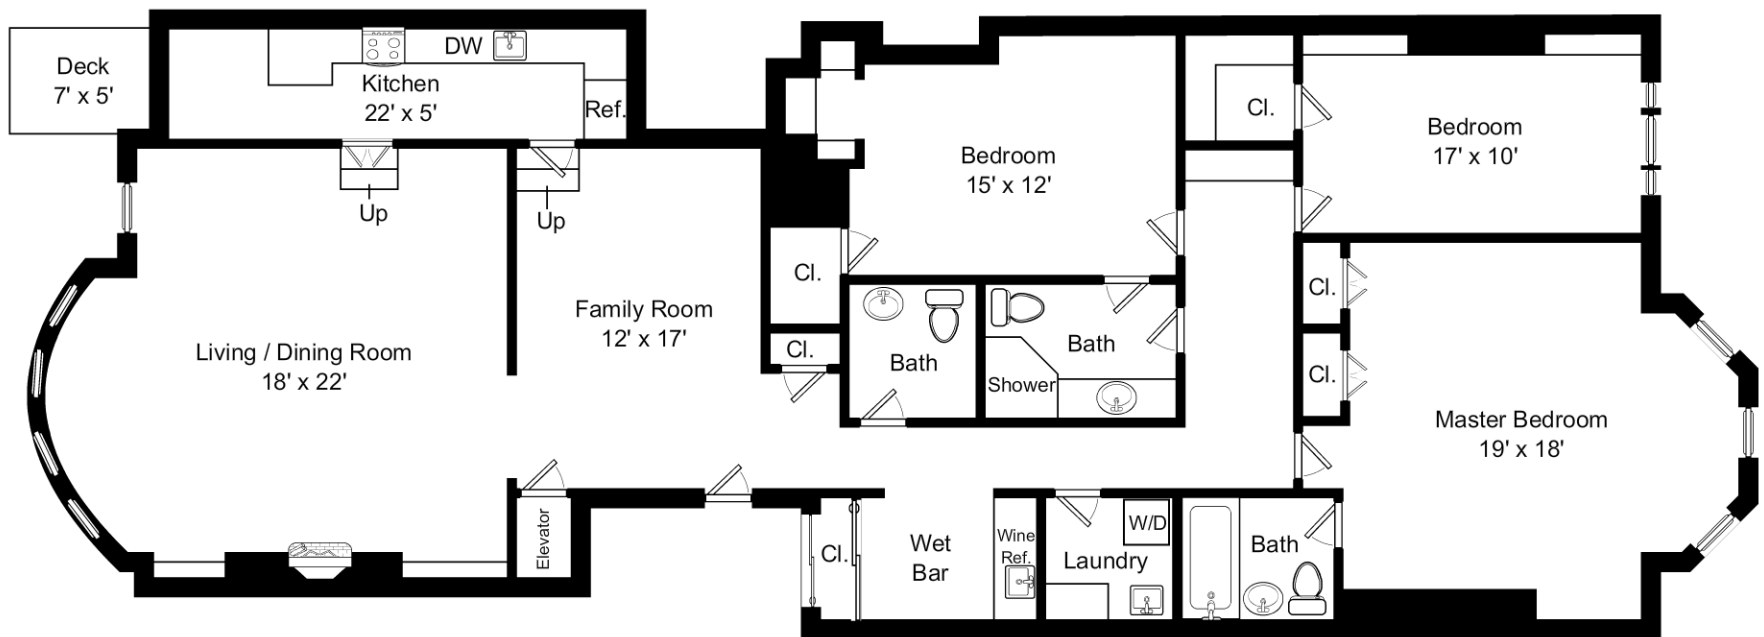 Deck
7' x 5'
DW
Kitchen
22' x 5'
Ref.
Up
Up
Living / Dining Room
18' x 22'
Family Room
12' x 17'
Elevator
Bedroom
15' x 12'
Cl.
Cl.
Bath
Bath
Shower
Cl.
Bedroom
17' x 10'
Cl.
Cl.
Master Bedroom
19' x 18'
Cl.
Wet
Bar
Wine
Ref.
W/D
Laundry
Bath